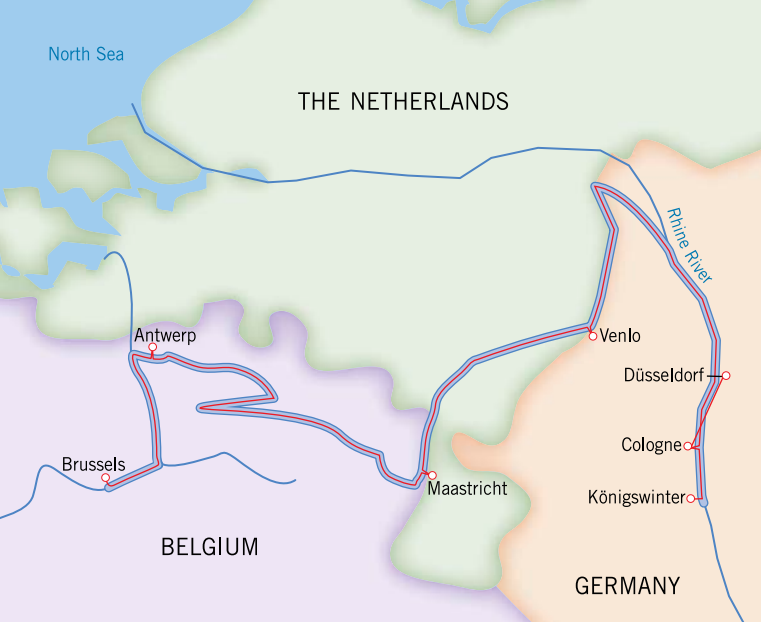 North Sea
THE NETHERLANDS
Rhine River
Antwerp
Venlo
Düsseldorf
Cologne
Brussels
Maastricht
Königswinter
BELGIUM
GERMANY